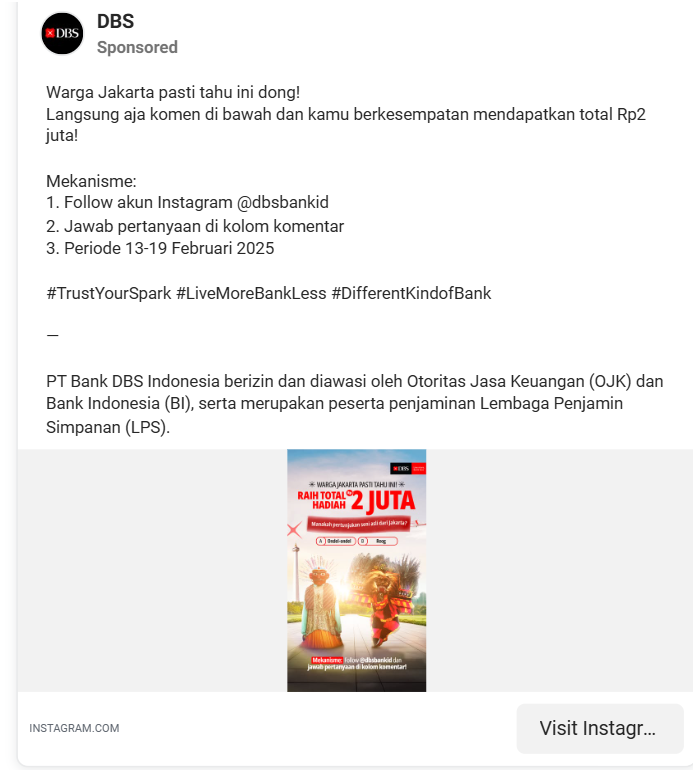 DBS
DBS
Sponsored
Warga Jakarta pasti tahu ini dong!
Langsung aja komen di bawah dan kamu berkesempatan mendapatkan total Rp2
juta!
Mekanisme:
1. Follow akun Instagram @dbsbankid
2. Jawab pertanyaan di kolom komentar
3. Periode 13-19 Februari 2025
#TrustYourSpark #LiveMoreBankLess #DifferentKindofBank
—
PT Bank DBS Indonesia berizin dan diawasi oleh Otoritas Jasa Keuangan (OJK) dan
Bank Indonesia (BI), serta merupakan peserta penjaminan Lembaga Penjamin
Simpanan (LPS).
DBS
WARGA JAKARTA PASTI TAHU INI!
RAIH TOTAL Rp 2 JUTA
HADIAH
Manakah pertunjukan seni asli dari Jakarta?
A Ondel-ondel B Reog
Mekanisme: Follow @dbsbankid dan
jawab pertanyaan di kolom komentar!
INSTAGRAM.COM
Visit Instagr...